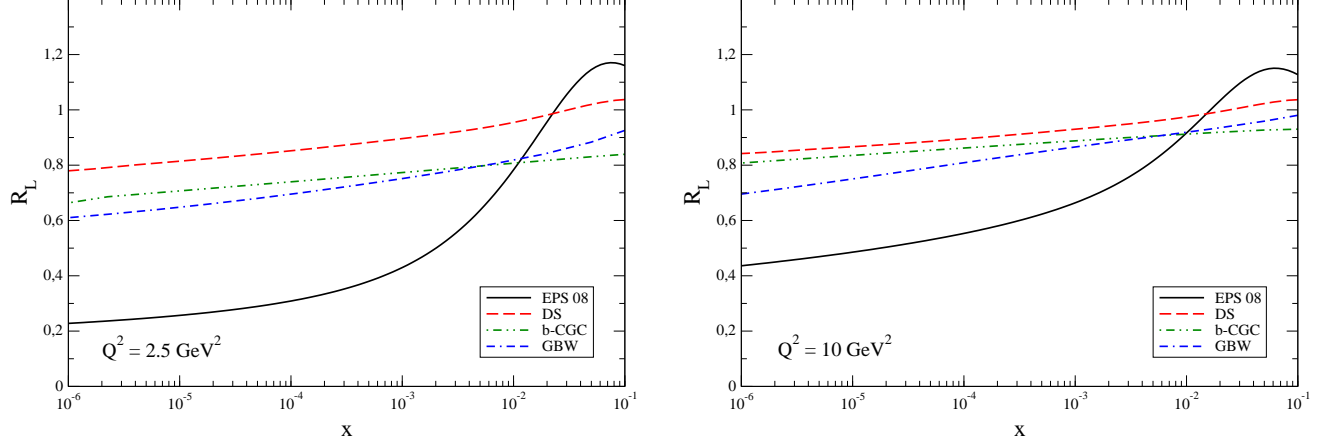 1,2
1
0,8
0,6
0,4
0,2
0
R_L
10^-6
10^-5
10^-4
10^-3
10^-2
10^-1
x
Q^2 = 2.5 GeV^2
EPS 08
DS
b-CGC
GBW
1,2
1
0,8
0,6
0,4
0,2
0
R_L
10^-6
10^-5
10^-4
10^-3
10^-2
10^-1
x
Q^2 = 10 GeV^2
EPS 08
DS
b-CGC
GBW